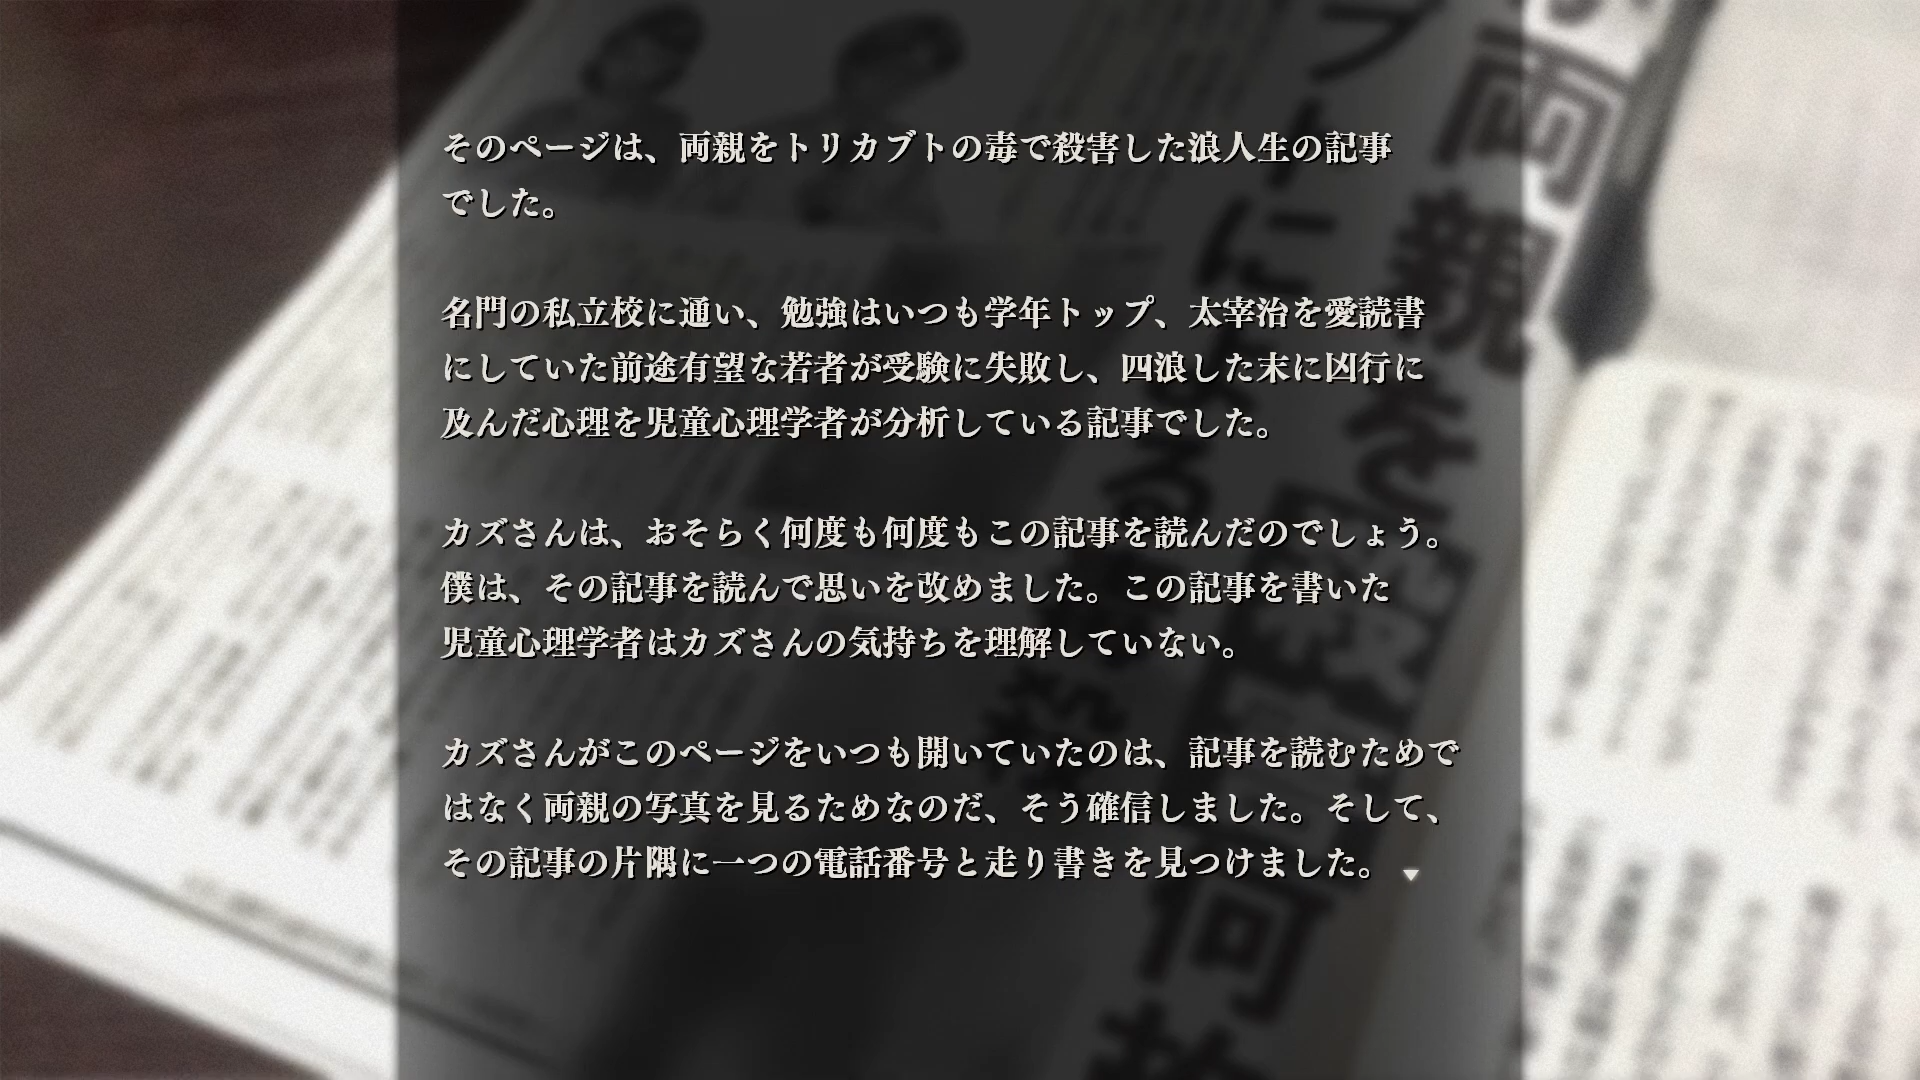 そのページは、両親をトリカブトの毒で殺害した浪人生の記事
でした。
名門の私立校に通い、勉強はいつも学年トップ、太宰治を愛読書
にしていた前途有望な若者が受験に失敗し、四浪した末に凶行に
及んだ心理を児童心理学者が分析している記事でした。
カズさんは、おそらく何度も何度もこの記事を読んだのでしょう。
僕は、その記事を読んで思いを改めました。この記事を書いた
児童心理学者はカズさんの気持ちを理解していない。
カズさんがこのページをいつも開いていたのは、記事を読むためで
はなく両親の写真を見るためなのだ、そう確信しました。そして、
その記事の片隅に一つの電話番号と走り書きを見つけました。